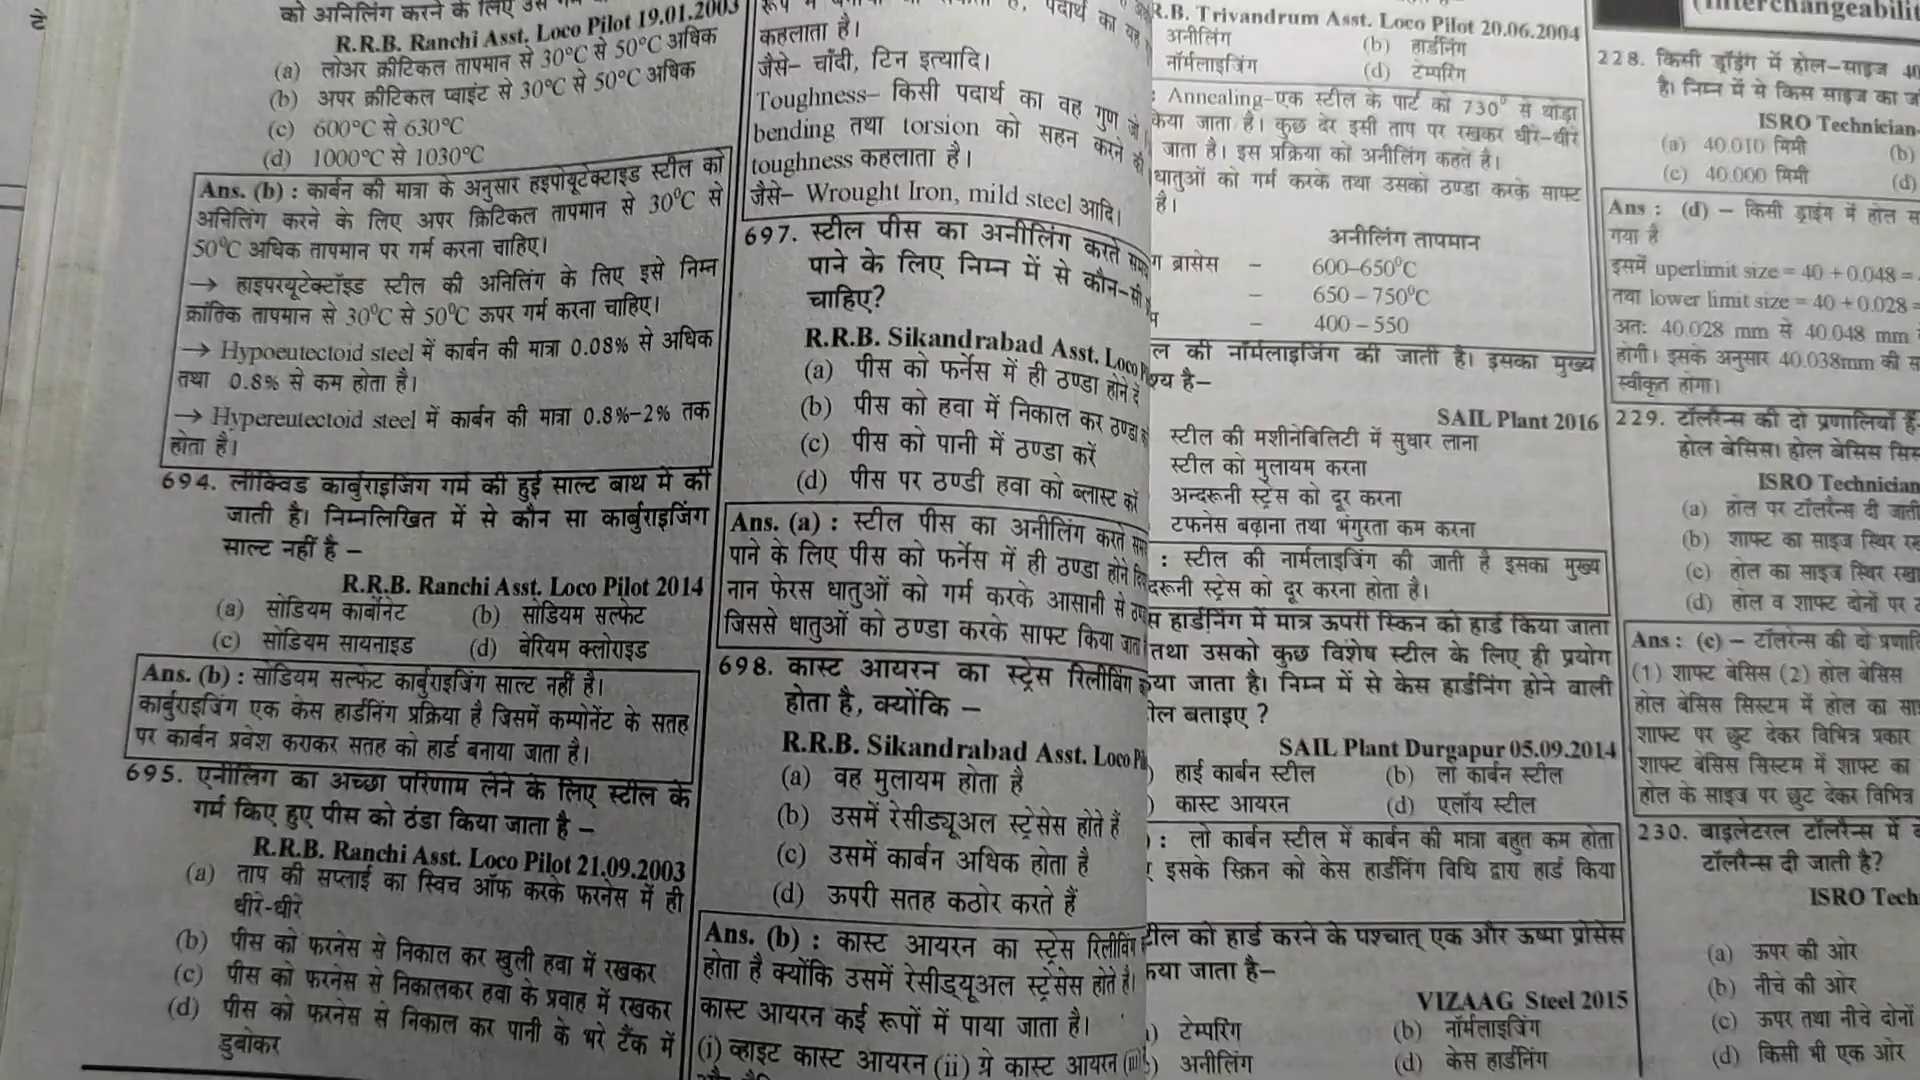 टे
को अनिलिंग करने के लिए उसे
R.R.B. Ranchi Asst. Loco Pilot 19.01.2003
(a) लोअर क्रीटिकल तापमान से 30°C से 50°C अधिक
(b) अपर क्रीटिकल प्वाइंट से 30°C से 50°C अधिक
(c) 600°C से 630°C
(d) 1000°C से 1030°C
Ans. (b) : कार्बन की मात्रा के अनुसार हइपोयूटेक्टाइड स्टील को
अनिलिंग करने के लिए अपर क्रिटिकल तापमान से 30°C से
50°C अधिक तापमान पर गर्म करना चाहिए।
→ हाइपरयूटेक्टॉइड स्टील की अनिलिंग के लिए इसे निम्न
क्रांतिक तापमान से 30°C से 50°C ऊपर गर्म करना चाहिए।
→ Hypoeutectoid steel में कार्बन की मात्रा 0.08% से अधिक
तथा 0.8% से कम होता है।
→ Hypereutectoid steel में कार्बन की मात्रा 0.8%-2% तक
होता है।
694. लीक्विड कार्बुराइजिंग गर्म की हुई साल्ट बाथ में की
जाती है। निम्नलिखित में से कौन सा कार्बुराइजिंग
साल्ट नहीं है –
R.R.B. Ranchi Asst. Loco Pilot 2014
(a) सोडियम कार्बोनेट (b) सोडियम सल्फेट
(c) सोडियम सायनाइड (d) बेरियम क्लोराइड
Ans. (b) : सोडियम सल्फेट कार्बुराइजिंग साल्ट नहीं है।
कार्बुराइजिंग एक केस हार्डनिंग प्रक्रिया है जिसमें कम्पोनेंट के सतह
पर कार्बन प्रवेश कराकर सतह को हार्ड बनाया जाता है।
695. एनीलिंग का अच्छा परिणाम लेने के लिए स्टील के
गर्म किए हुए पीस को ठंडा किया जाता है –
R.R.B. Ranchi Asst. Loco Pilot 21.09.2003
(a) ताप की सप्लाई का स्विच ऑफ करके फरनेस में ही
धीरे-धीरे
(b) पीस को फरनेस से निकाल कर खुली हवा में रखकर
(c) पीस को फरनेस से निकालकर हवा के प्रवाह में रखकर
(d) पीस को फरनेस से निकाल कर पानी के भरे टैंक में
डुबोकर
पदार्थ का यह
कहलाता है।
जैसे– चाँदी, टिन इत्यादि।
Toughness– किसी पदार्थ का वह गुण जो
bending तथा torsion को सहन करने की
toughness कहलाता है।
जैसे– Wrought Iron, mild steel आदि।
697. स्टील पीस का अनीलिंग करते समय
पाने के लिए निम्न में से कौन-सी
चाहिए?
R.R.B. Sikandrabad Asst. Loco
(a) पीस को फर्नेस में ही ठण्डा होने दें
(b) पीस को हवा में निकाल कर ठण्डा
(c) पीस को पानी में ठण्डा करें
(d) पीस पर ठण्डी हवा को ब्लास्ट करें
Ans. (a) : स्टील पीस का अनीलिंग करते समय
पाने के लिए पीस को फर्नेस में ही ठण्डा होने
नान फेरस धातुओं को गर्म करके आसानी से
जिससे धातुओं को ठण्डा करके साफ्ट किया जाता
698. कास्ट आयरन का स्ट्रेस रिलीविंग
होता है, क्योंकि –
R.R.B. Sikandrabad Asst. Loco
(a) वह मुलायम होता है
(b) उसमें रेसीड्यूअल स्ट्रेसेस होते हैं
(c) उसमें कार्बन अधिक होता है
(d) ऊपरी सतह कठोर करते हैं
Ans. (b) : कास्ट आयरन का स्ट्रेस रिलीविंग
होता है क्योंकि उसमें रेसीड्यूअल स्ट्रेसेस होते है।
कास्ट आयरन कई रूपों में पाया जाता है।
(i) व्हाइट कास्ट आयरन (ii) ग्रे कास्ट आयरन
R.B. Trivandrum Asst. Loco Pilot 20.06.2004
अनीलिंग (b) हार्डनिंग
नॉर्मलाइजिंग (d) टेम्परिंग
: Annealing-एक स्टील के पार्ट को 730° से थोड़ा
किया जाता है। कुछ देर इसी ताप पर रखकर धीरे-धीरे
जाता है। इस प्रक्रिया को अनीलिंग कहते है।
धातुओं को गर्म करके तथा उसको ठण्डा करके साफ्ट
है।
अनीलिंग तापमान
ग ब्रासेस – 600–650°C
– 650 – 750°C
म – 400 – 550
ल की नॉर्मलाइजिंग की जाती है। इसका मुख्य
श्य है–
SAIL Plant 2016
स्टील की मशीनेबिलिटी में सुधार लाना
स्टील को मुलायम करना
अन्दरूनी स्ट्रेस को दूर करना
टफनेस बढ़ाना तथा भंगुरता कम करना
: स्टील की नार्मलाइजिंग की जाती है इसका मुख्य
दरूनी स्ट्रेस को दूर करना होता है।
स हार्डनिंग में मात्र ऊपरी स्किन को हार्ड किया जाता
तथा उसको कुछ विशेष स्टील के लिए ही प्रयोग
या जाता है। निम्न में से केस हार्डनिंग होने वाली
ील बताइए ?
SAIL Plant Durgapur 05.09.2014
) हाई कार्बन स्टील (b) लो कार्बन स्टील
) कास्ट आयरन (d) एलॉय स्टील
) : लो कार्बन स्टील में कार्बन की मात्रा बहुत कम होता
इसके स्क्रिन को केस हार्डनिंग विधि द्वारा हार्ड किया
टील को हार्ड करने के पश्चात् एक और ऊष्मा प्रोसेस
या जाता है–
VIZAAG Steel 2015
) टेम्परिंग (b) नॉर्मलाइजिंग
) अनीलिंग (d) केस हार्डनिंग
(Interchangeabilit
228. किसी ड्रॉइंग में होल-साइज 40
है। निम्न में से किस साइज का
ISRO Technician-
(a) 40.010 मिमी (b)
(c) 40.000 मिमी (d)
Ans : (d) – किसी ड्राइंग में होल
गया है
इसमें uperlimit size = 40 + 0.048 =
तथा lower limit size = 40 + 0.028 =
अतः 40.028 mm से 40.048 mm
होगी। इसके अनुसार 40.038mm की
स्वीकृत होगा।
229. टॉलरैन्स की दो प्रणालियाँ हैं-
होल बेसिस। होल बेसिस
ISRO Technician
(a) होल पर टॉलरैन्स दी जाती
(b) शाफ्ट का साइज स्थिर
(c) होल का साइज स्थिर रखा
(d) होल व शाफ्ट दोनों पर
Ans : (c) – टॉलरेन्स की दो
(1) शाफ्ट बेसिस (2) होल बेसिस
होल बेसिस सिस्टम में होल का
शाफ्ट पर छुट देकर विभिन्न प्रकार
शाफ्ट बेसिस सिस्टम में शाफ्ट का
होल के साइज पर छुट देकर विभिन्न
230. बाइलेटरल टॉलरैन्स में
टॉलरैन्स दी जाती है?
ISRO Tech
(a) ऊपर की ओर
(b) नीचे की ओर
(c) ऊपर तथा नीचे दोनों
(d) किसी भी एक ओर